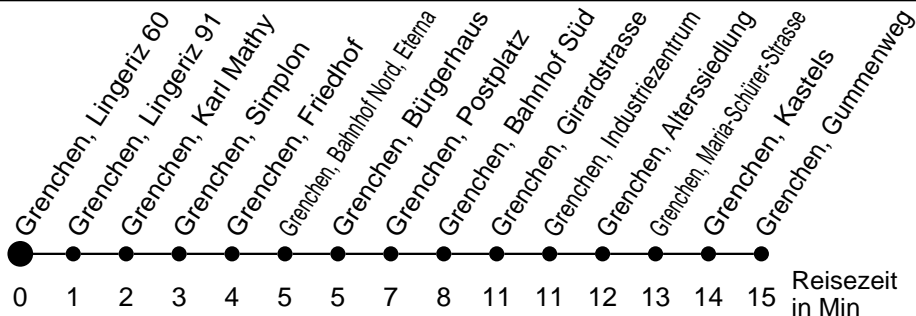 Grenchen, Lingeriz 60
Grenchen, Lingeriz 91
Grenchen, Karl Mathy
Grenchen, Simplon
Grenchen, Friedhof
Grenchen, Bahnhof Nord, Eterna
Grenchen, Bürgerhaus
Grenchen, Postplatz
Grenchen, Bahnhof Süd
Grenchen, Girardstrasse
Grenchen, Industriezentrum
Grenchen, Alterssiedlung
Grenchen, Maria-Schürer-Strasse
Grenchen, Kastels
Grenchen, Gummenweg
0 1 2 3 4 5 5 7 8 11 11 12 13 14 15
Reisezeit
in Min